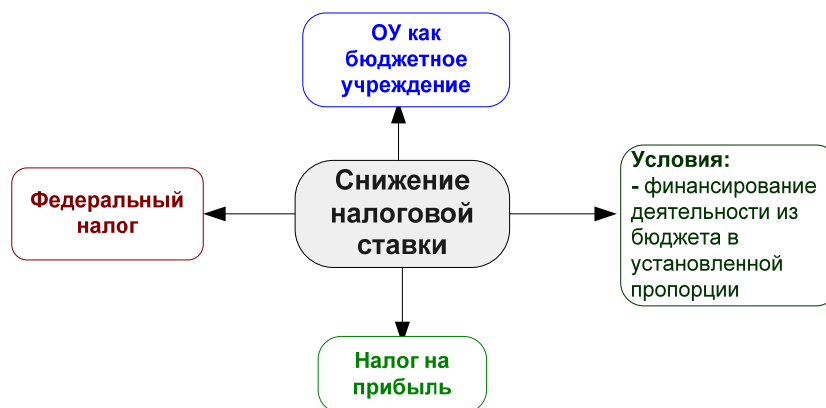 ОУ как
бюджетное
учреждение
Федеральный
налог
Снижение
налоговой
ставки
Условия:
- финансирование
деятельности из
бюджета в
установленной
пропорции
Налог на
прибыль